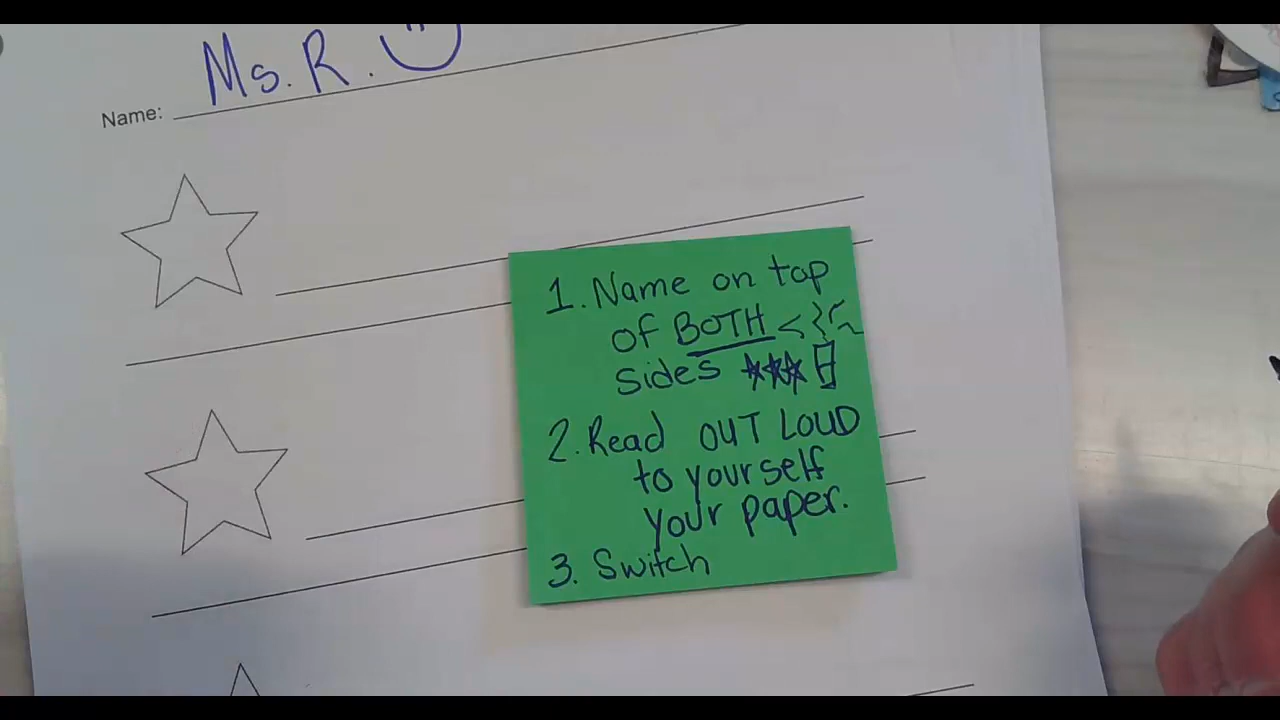 Ms. R.
Name:
1. Name on top
of BOTH
sides
2. Read OUT LOUD
to yourself
your paper.
3. Switch